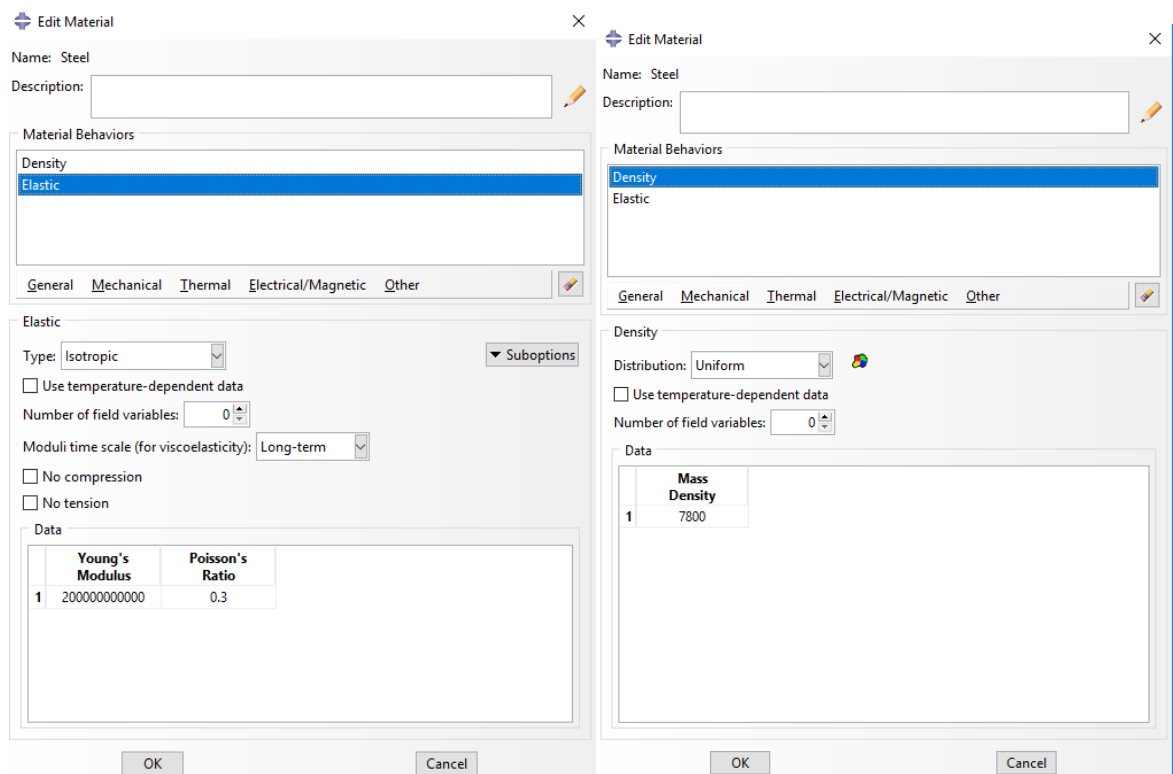 Edit Material
Name: Steel
Description:
Material Behaviors
Density
Elastic
General Mechanical Thermal Electrical/Magnetic Other
Elastic
Type: Isotropic
Suboptions
Use temperature-dependent data
Number of field variables: 0
Moduli time scale (for viscoelasticity): Long-term
No compression
No tension
Data
Young's Poisson's
Modulus Ratio
1 200000000000 0.3
OK Cancel
Edit Material
Name: Steel
Description:
Material Behaviors
Density
Elastic
General Mechanical Thermal Electrical/Magnetic Other
Density
Distribution: Uniform
Use temperature-dependent data
Number of field variables: 0
Data
Mass
Density
1 7800
OK Cancel